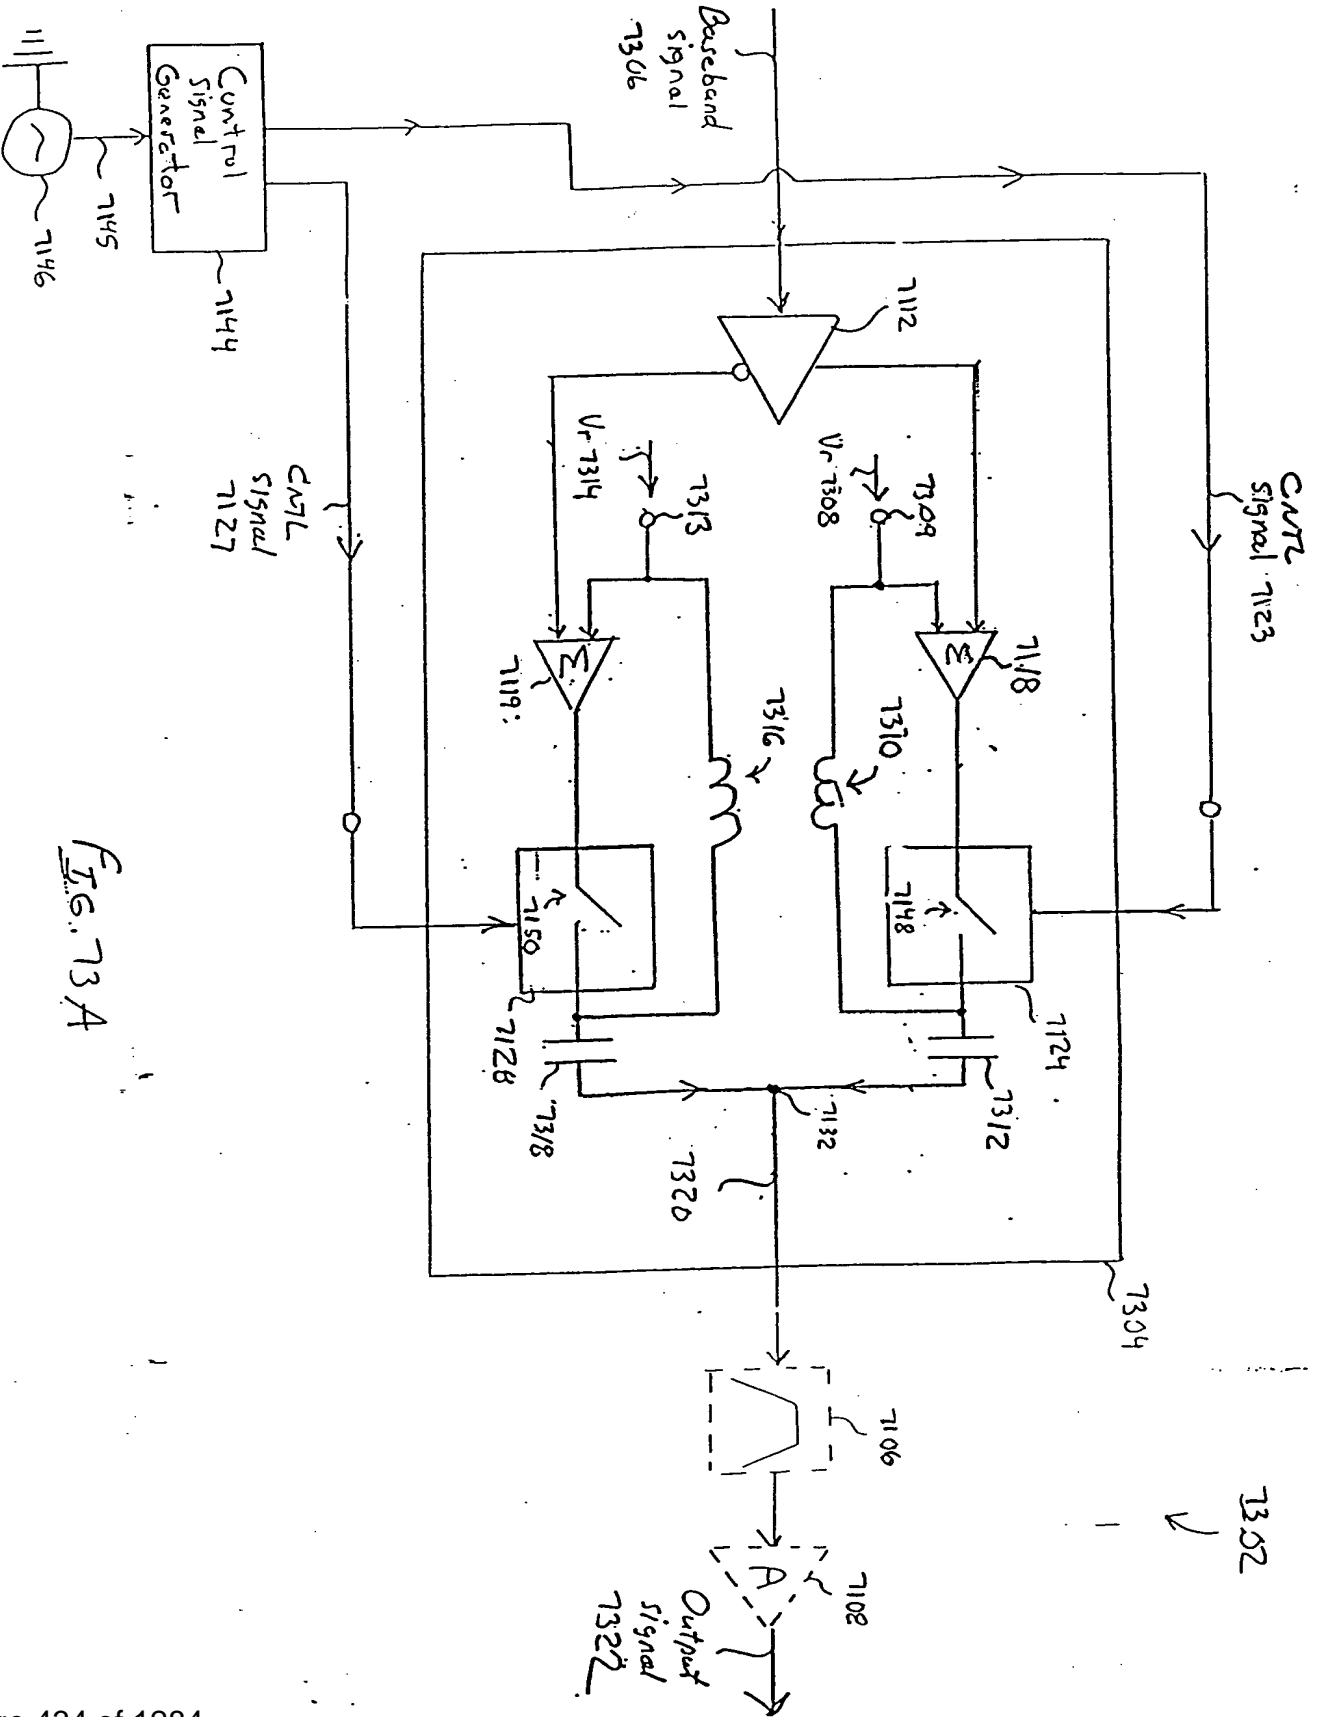 7302
CNTL
signal 7123
7304
7118
7124
7312
7112
7309
Vr 7308
7310
7148
7132
7106
7108
A
Σ
Baseband
signal
7306
7313
Vr 7314
7316
7320
Output
signal
7322
Σ
7119
7150
7128
7318
Control
Signal
Generator
7144
7145
7146
CNTL
signal
7127
FIG. 73A